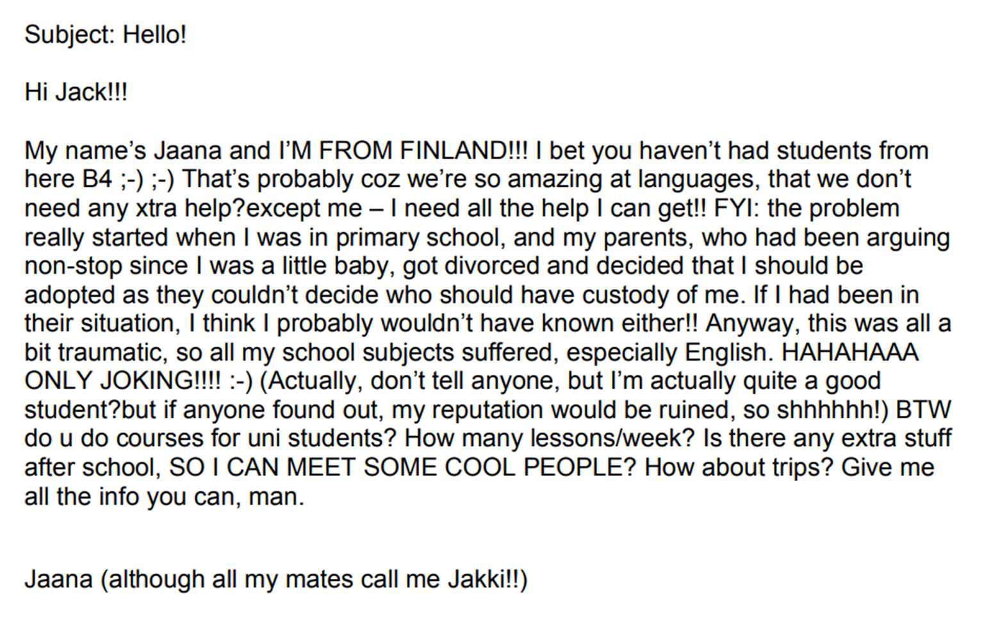 Subject: Hello!
Hi Jack!!!
My name’s Jaana and I’M FROM FINLAND!!! I bet you haven’t had students from
here B4 ;-) ;-) That’s probably coz we’re so amazing at languages, that we don’t
need any xtra help?except me – I need all the help I can get!! FYI: the problem
really started when I was in primary school, and my parents, who had been arguing
non-stop since I was a little baby, got divorced and decided that I should be
adopted as they couldn’t decide who should have custody of me. If I had been in
their situation, I think I probably wouldn’t have known either!! Anyway, this was all a
bit traumatic, so all my school subjects suffered, especially English. HAHAHAAA
ONLY JOKING!!!! :-) (Actually, don’t tell anyone, but I’m actually quite a good
student?but if anyone found out, my reputation would be ruined, so shhhhhh!) BTW
do u do courses for uni students? How many lessons/week? Is there any extra stuff
after school, SO I CAN MEET SOME COOL PEOPLE? How about trips? Give me
all the info you can, man.
Jaana (although all my mates call me Jakki!!)